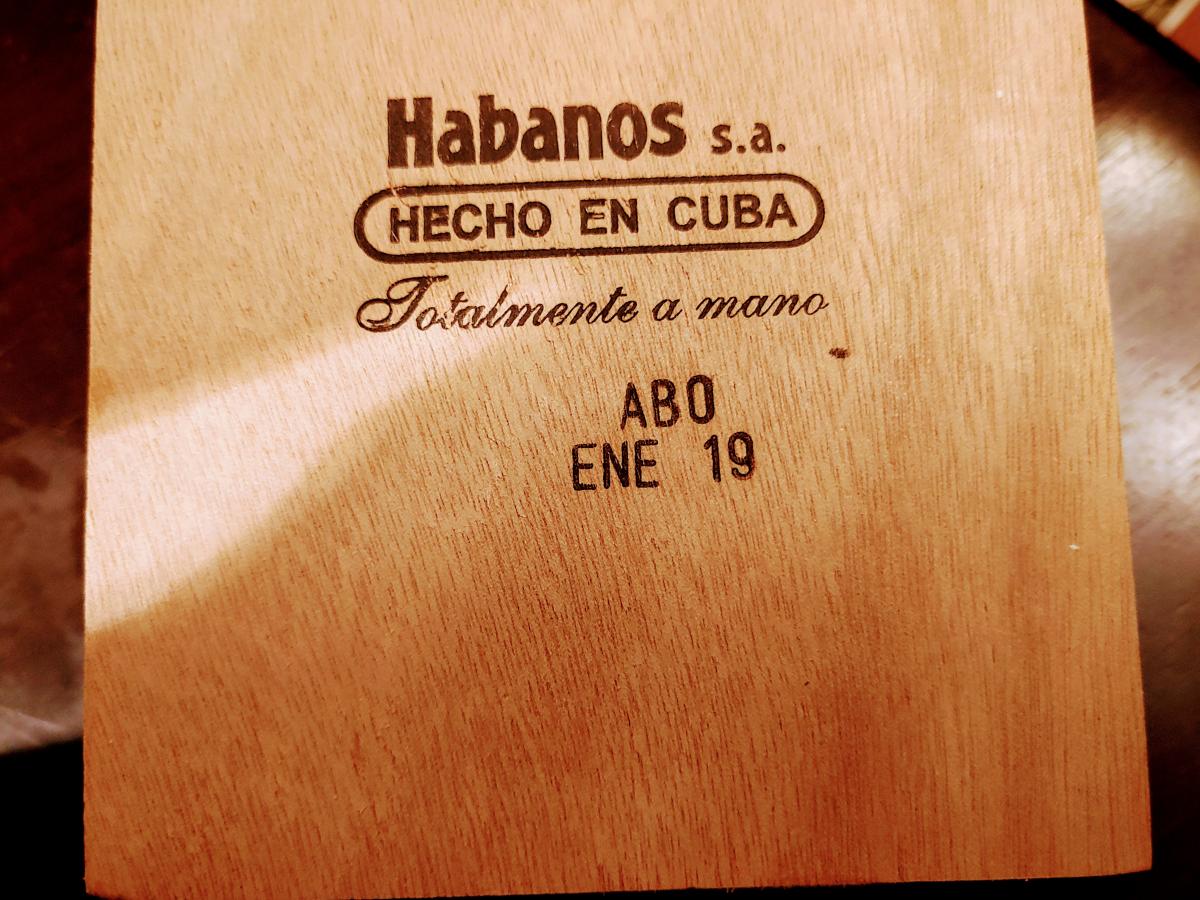 Habanos s.a.
HECHO EN CUBA
Totalmente a mano
ABO
ENE 19